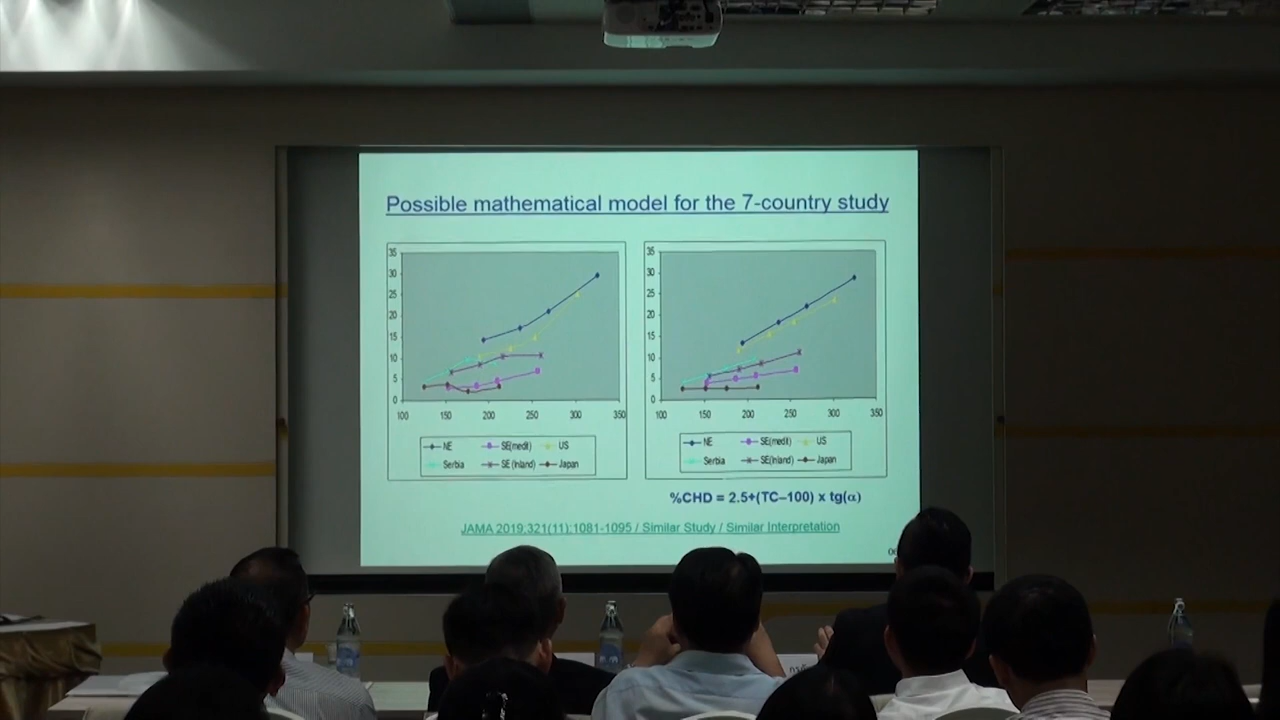 Possible mathematical model for the 7-country study
35
30
25
20
15
10
5
0
100 150 200 250 300 350
NE SE(medit) US
Serbia SE (Inland) Japan
35
30
25
20
15
10
5
0
100 150 200 250 300 350
NE SE(medit) US
Serbia SE (Inland) Japan
%CHD = 2.5+(TC–100) x tg(α)
JAMA 2019;321(11):1081-1095 / Similar Study / Similar Interpretation